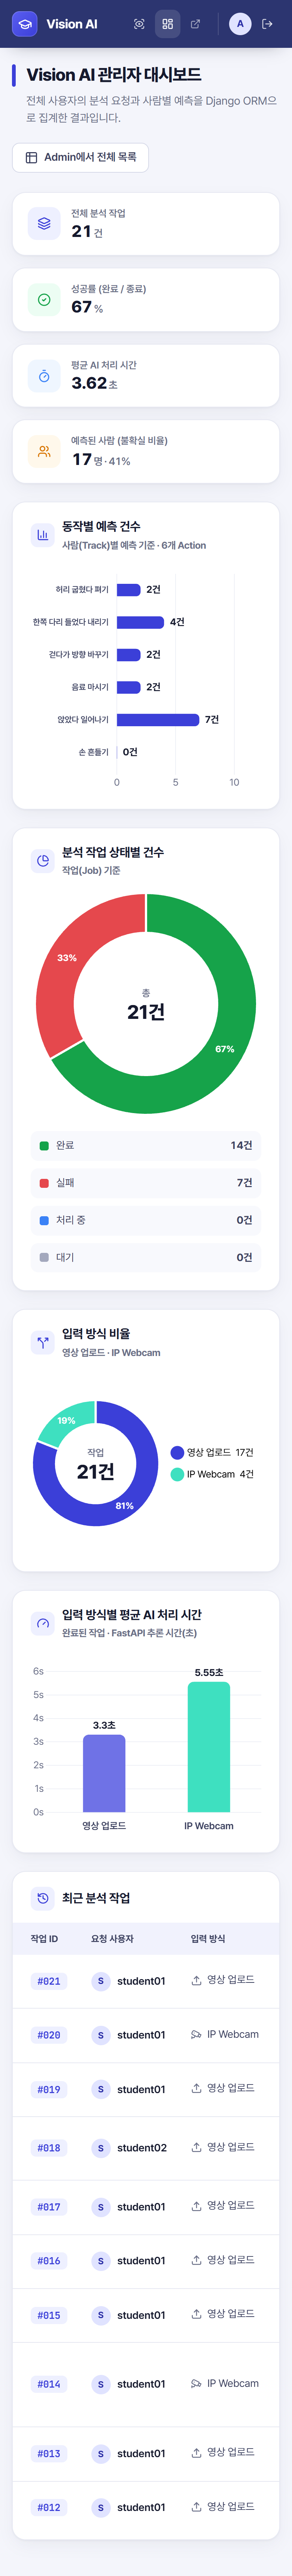 Vision AI
A
Vision AI 관리자 대시보드
전체 사용자의 분석 요청과 사람별 예측을 Django ORM으
로 집계한 결과입니다.
Admin에서 전체 목록
전체 분석 작업
21 건
성공률 (완료 / 종료)
67 %
평균 AI 처리 시간
3.62 초
예측된 사람 (불확실 비율)
17 명 · 41%
동작별 예측 건수
사람(Track)별 예측 기준 · 6개 Action
허리 굽혔다 펴기 2건
한쪽 다리 들었다 내리기 4건
걷다가 방향 바꾸기 2건
음료 마시기 2건
앉았다 일어나기 7건
손 흔들기 0건
0 5 10
분석 작업 상태별 건수
작업(Job) 기준
33%
총
21건
67%
완료 14건
실패 7건
처리 중 0건
대기 0건
입력 방식 비율
영상 업로드 · IP Webcam
19%
작업
21건
81%
영상 업로드 17건
IP Webcam 4건
입력 방식별 평균 AI 처리 시간
완료된 작업 · FastAPI 추론 시간(초)
6s
5s
4s
3s
2s
1s
0s
3.3초
5.55초
영상 업로드 IP Webcam
최근 분석 작업
작업 ID 요청 사용자 입력 방식
#021 S student01 영상 업로드
#020 S student01 IP Webcam
#019 S student01 영상 업로드
#018 S student02 영상 업로드
#017 S student01 영상 업로드
#016 S student01 영상 업로드
#015 S student01 영상 업로드
#014 S student01 IP Webcam
#013 S student01 영상 업로드
#012 S student01 영상 업로드